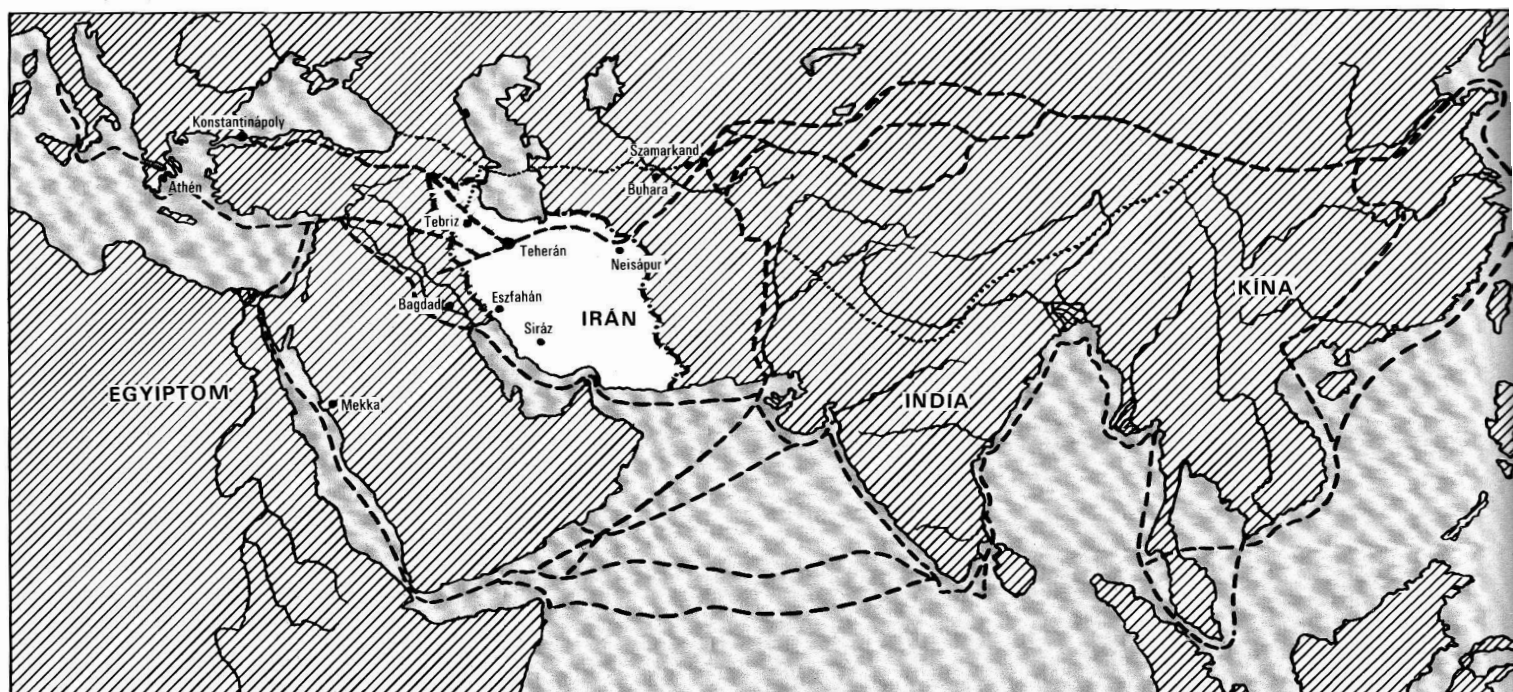 Konstantinápoly
Athén
Szamarkand
Buhara
Tebriz
Teherán
Neisápur
Bagdad
Eszfahán
Siráz
IRÁN
KÍNA
EGYIPTOM
Mekka
INDIA